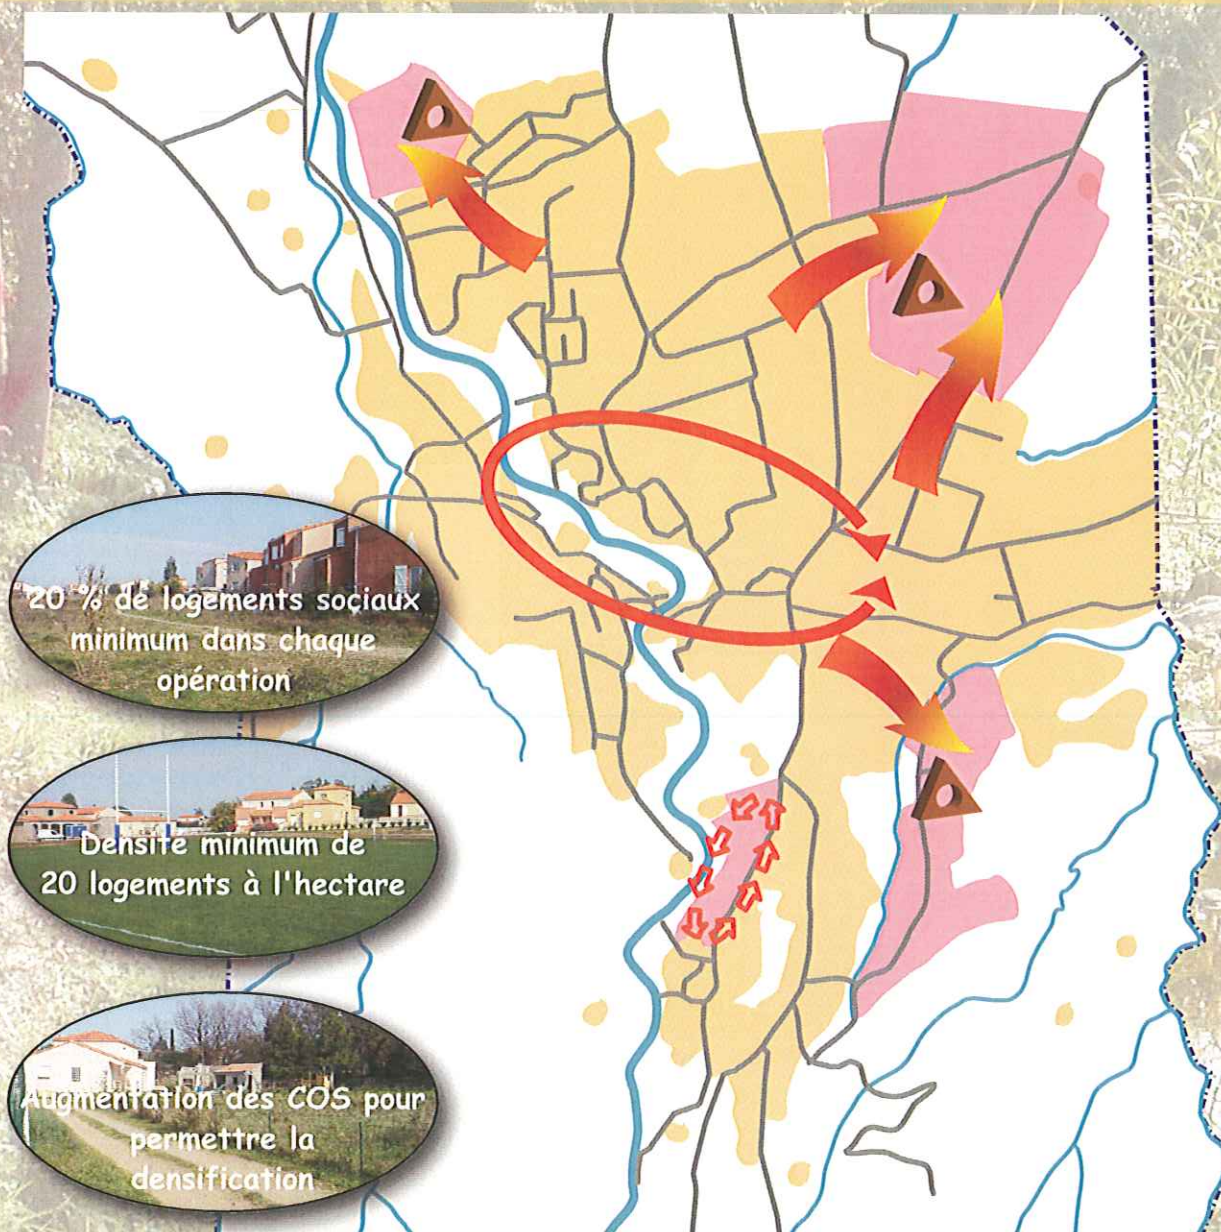 20 % de logements sociaux
minimum dans chaque
opération
Densité minimum de
20 logements à l'hectare
Augmentation des COS pour
permettre la
densification